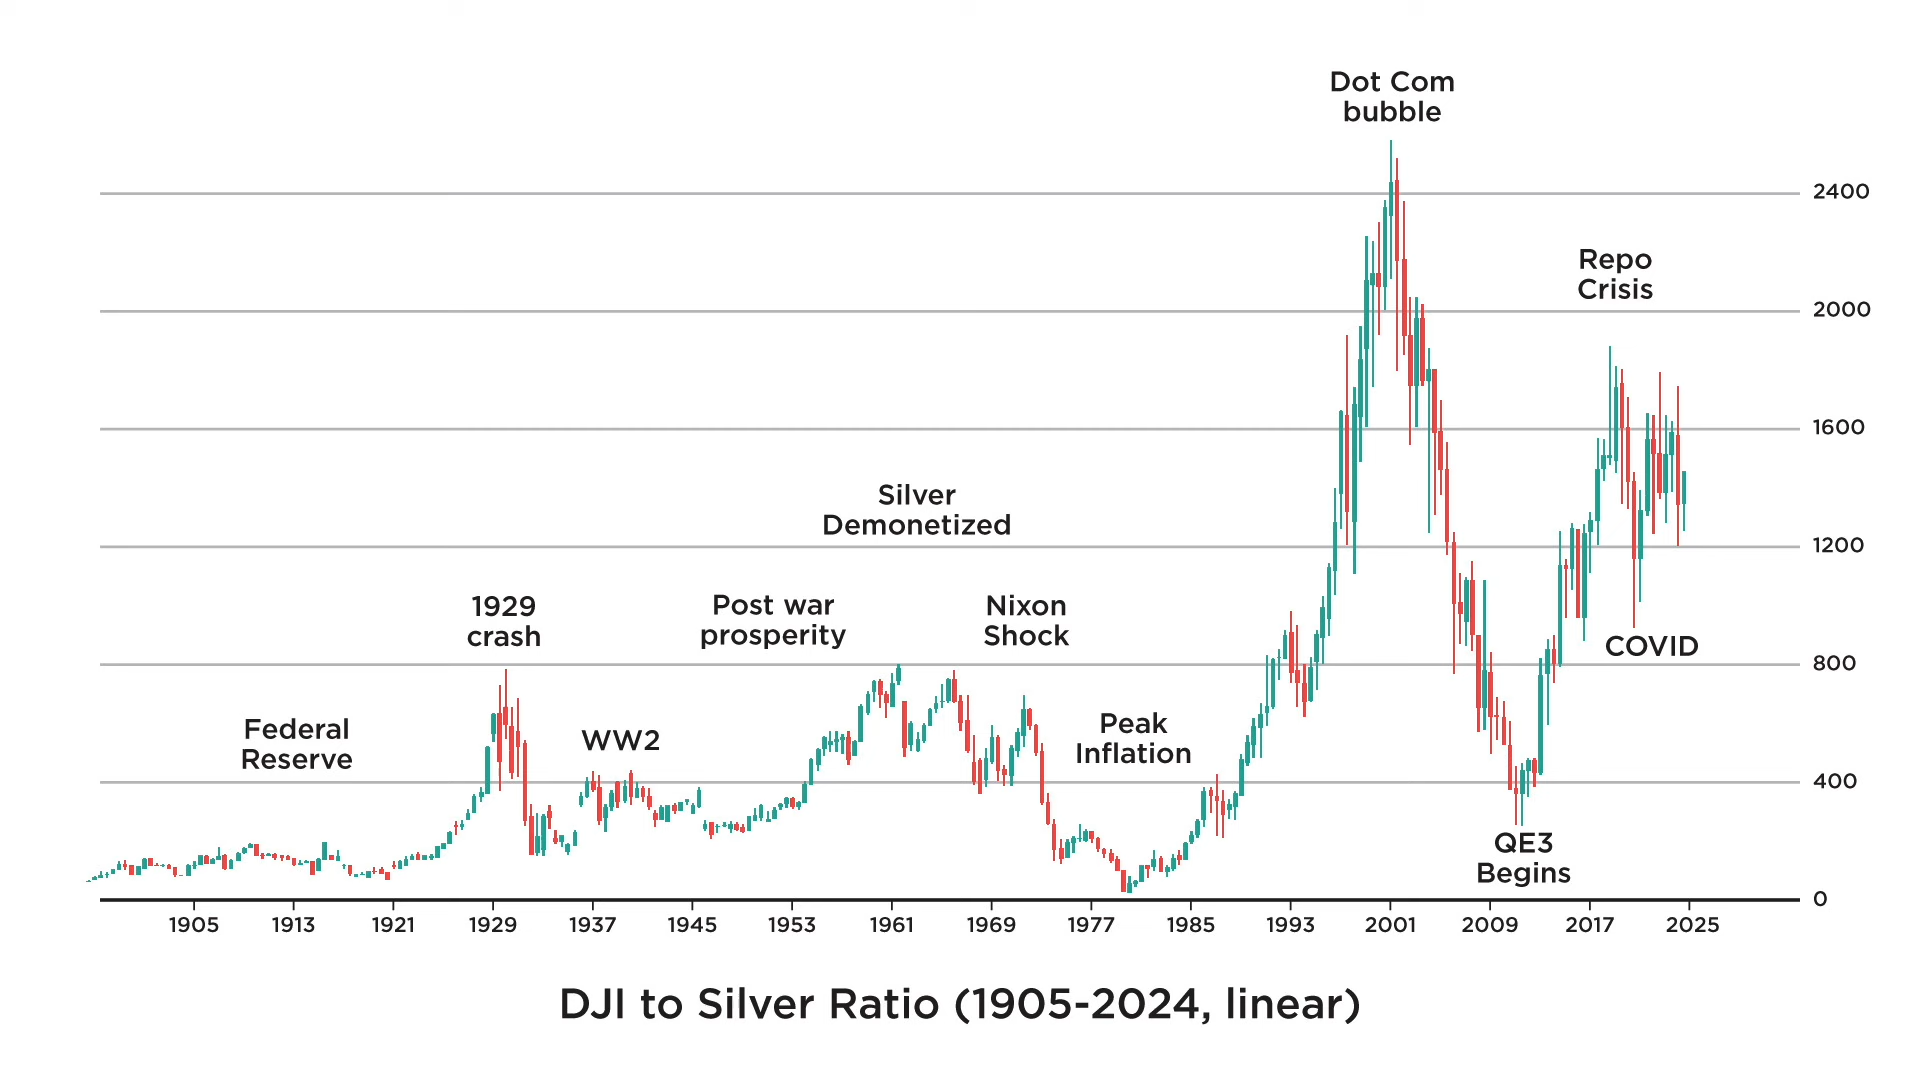 Dot Com
bubble
2400
Repo
Crisis
2000
1600
Silver
Demonetized
1200
1929
crash
Post war
prosperity
Nixon
Shock
COVID
800
Federal
Reserve
WW2
Peak
Inflation
400
QE3
Begins
0
1905 1913 1921 1929 1937 1945 1953 1961 1969 1977 1985 1993 2001 2009 2017 2025
DJI to Silver Ratio (1905-2024, linear)